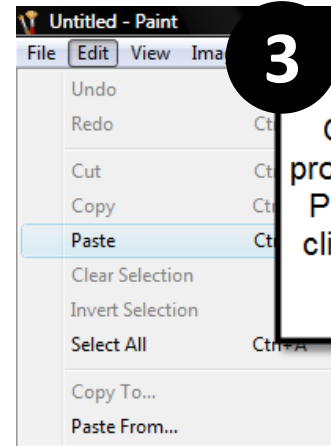 Untitled - Paint
File Edit View
3
Undo
Redo
Cut
Copy
Paste
Clear Selection
Invert Selection
Select All Ctrl+A
Copy To...
Paste From...